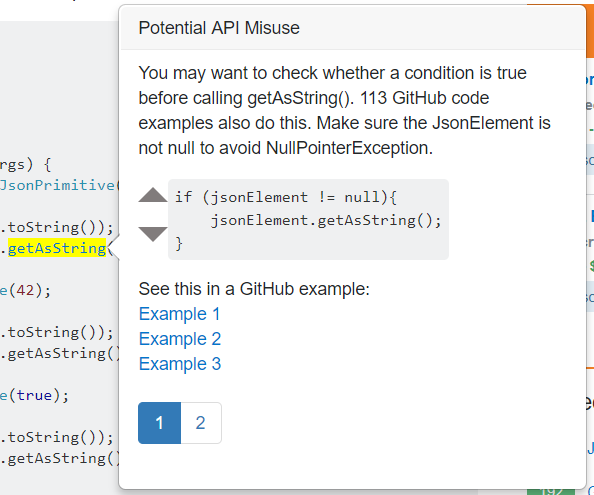 Potential API Misuse
You may want to check whether a condition is true
before calling getAsString(). 113 GitHub code
examples also do this. Make sure the JsonElement is
not null to avoid NullPointerException.
if (jsonElement != null){
jsonElement.getAsString();
}
See this in a GitHub example:
Example 1
Example 2
Example 3
1 2
rgs) {
JsonPrimitive(
.toString());
.getAsString(
e(42);
.toString());
.getAsString()
e(true);
.toString());
.getAsString()
192